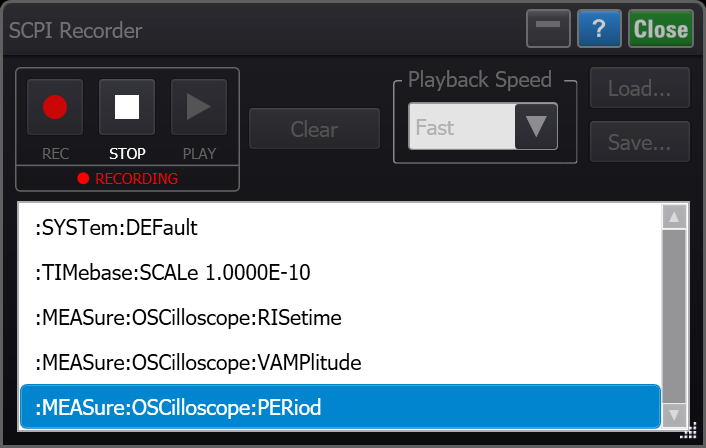 SCPI Recorder
?
Close
REC
STOP
PLAY
RECORDING
Clear
Playback Speed
Fast
Load...
Save...
:SYSTem:DEFault
:TIMebase:SCALe 1.0000E-10
:MEASure:OSCilloscope:RISetime
:MEASure:OSCilloscope:VAMPlitude
:MEASure:OSCilloscope:PERiod